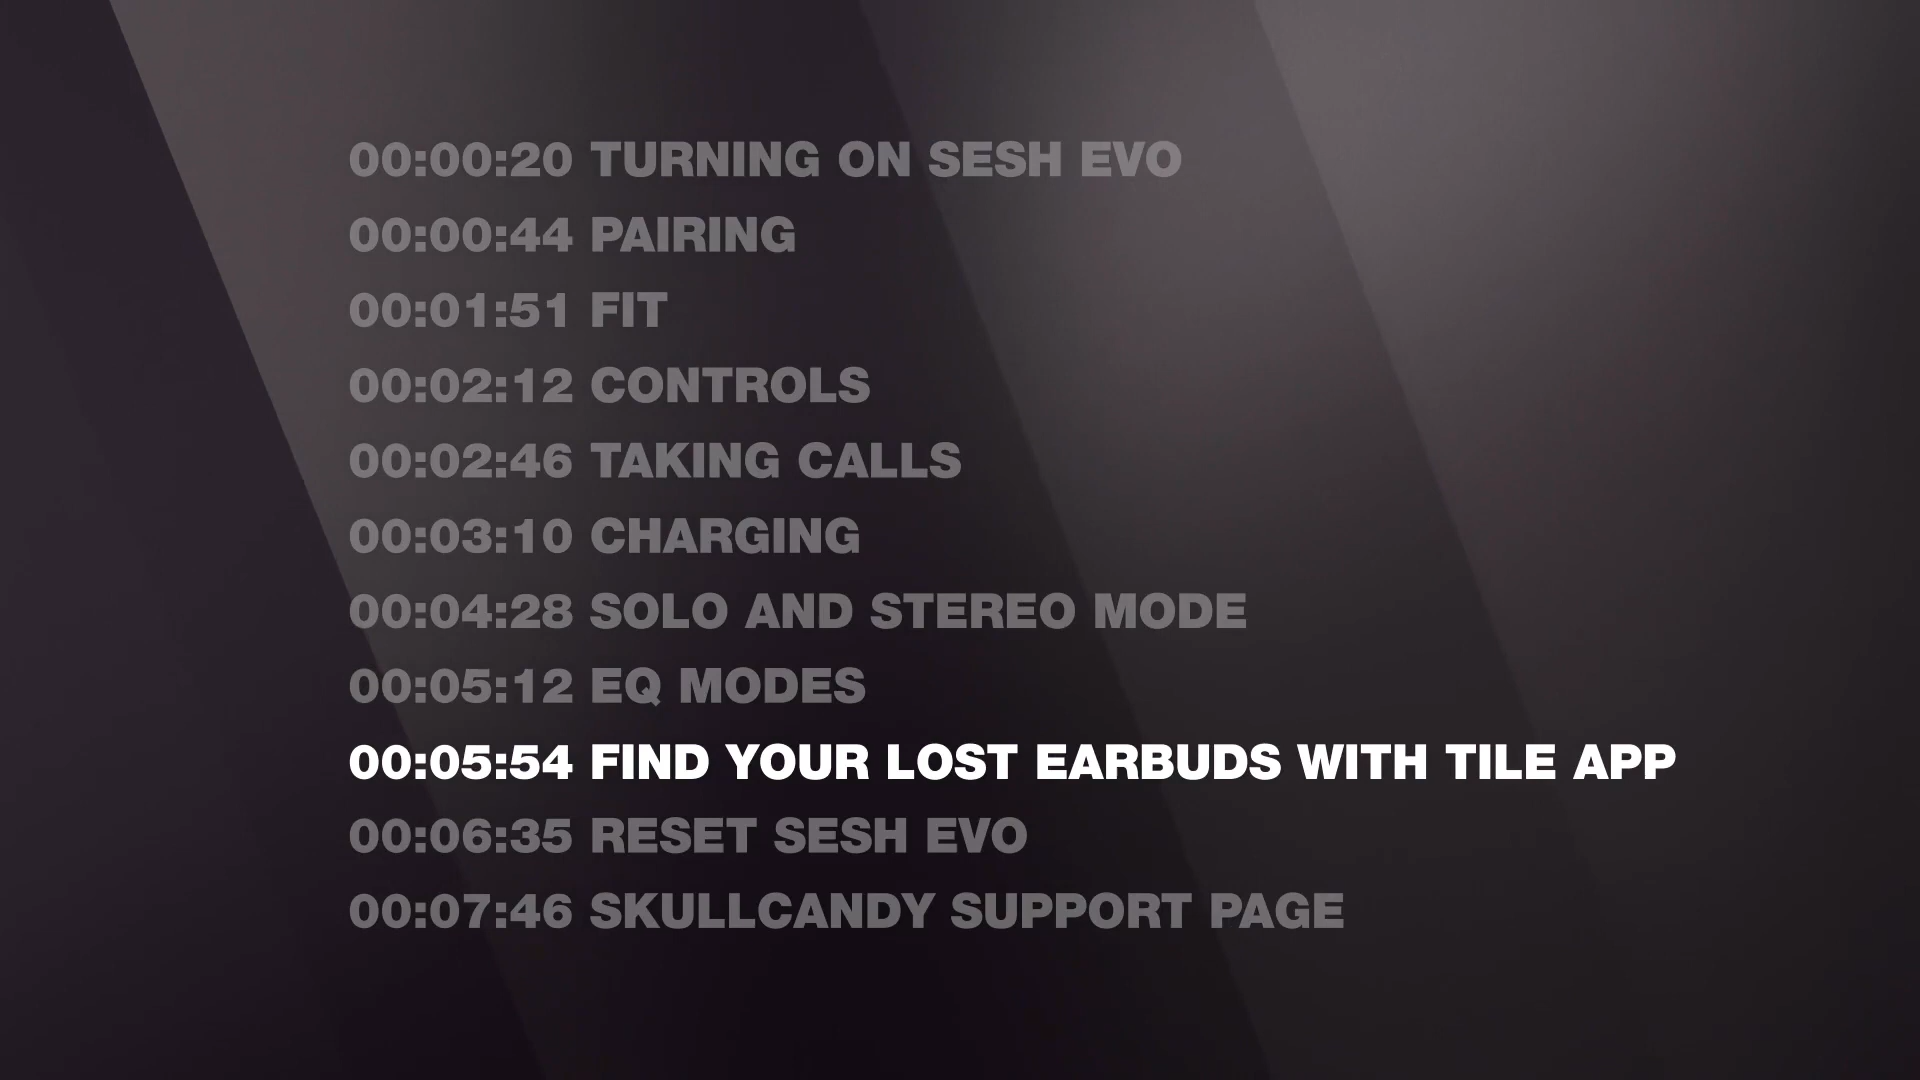 00:00:20 TURNING ON SESH EVO
00:00:44 PAIRING
00:01:51 FIT
00:02:12 CONTROLS
00:02:46 TAKING CALLS
00:03:10 CHARGING
00:04:28 SOLO AND STEREO MODE
00:05:12 EQ MODES
00:05:54 FIND YOUR LOST EARBUDS WITH TILE APP
00:06:35 RESET SESH EVO
00:07:46 SKULLCANDY SUPPORT PAGE